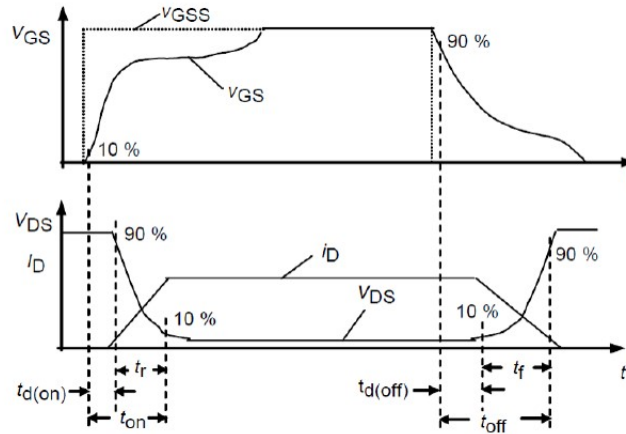 VGSS
VGS
90 %
vGS
10 %
VDS
90 %
iD
iD
VDS
10 %
10 %
90 %
tr
tf
t
td(on)
td(off)
ton
toff